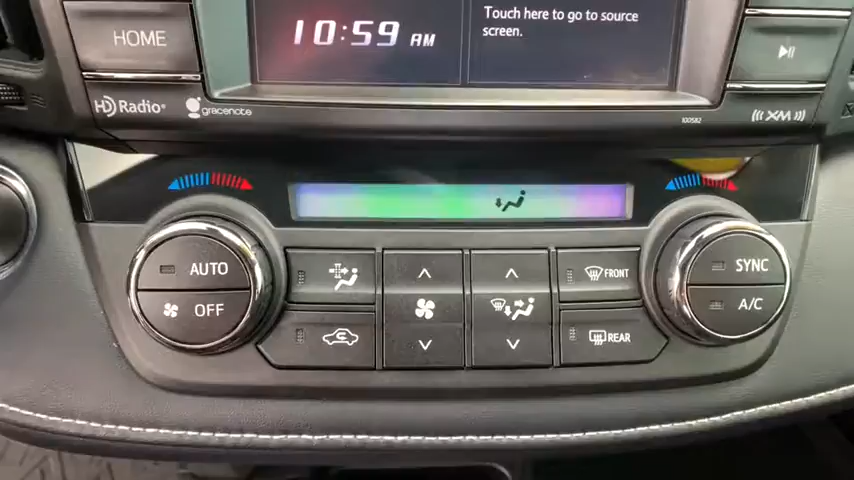 HOME
10:59 AM
Touch here to go to source
screen.
HD Radio
gracenote
100582
XM
AUTO
OFF
FRONT
REAR
SYNC
A/C